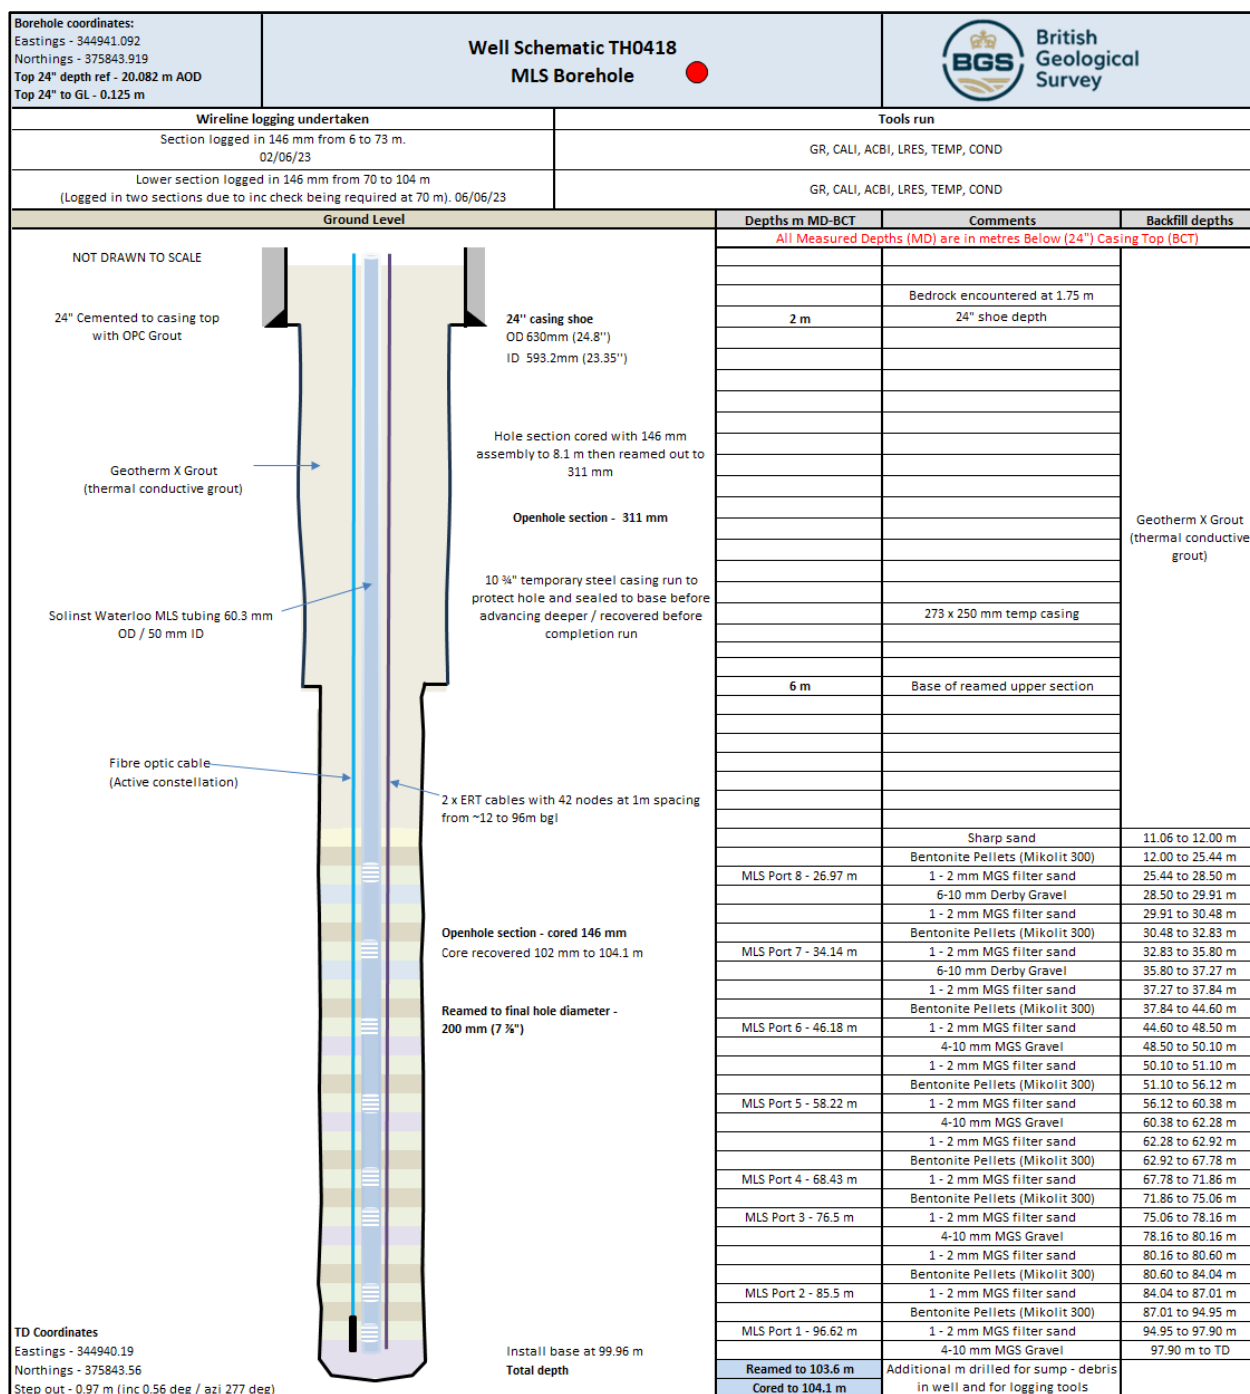 Borehole coordinates:
Eastings - 344941.092
Northings - 375843.919
Top 24" depth ref - 20.082 m AOD
Top 24" to GL - 0.125 m
Well Schematic TH0418
MLS Borehole
BGS
British
Geological
Survey
Wireline logging undertaken
Tools run
Section logged in 146 mm from 6 to 73 m.
02/06/23
GR, CALI, ACBI, LRES, TEMP, COND
Lower section logged in 146 mm from 70 to 104 m
(Logged in two sections due to inc check being required at 70 m). 06/06/23
GR, CALI, ACBI, LRES, TEMP, COND
Ground Level
Depths m MD-BCT
Comments
Backfill depths
All Measured Depths (MD) are in metres Below (24") Casing Top (BCT)
NOT DRAWN TO SCALE
Bedrock encountered at 1.75 m
24" Cemented to casing top
with OPC Grout
24'' casing shoe
OD 630mm (24.8'')
ID 593.2mm (23.35'')
2 m
24" shoe depth
Hole section cored with 146 mm
assembly to 8.1 m then reamed out to
311 mm
Geotherm X Grout
(thermal conductive grout)
Openhole section - 311 mm
Geotherm X Grout
(thermal conductive
grout)
10 ¾" temporary steel casing run to
protect hole and sealed to base before
advancing deeper / recovered before
completion run
Solinst Waterloo MLS tubing 60.3 mm
OD / 50 mm ID
273 x 250 mm temp casing
6 m
Base of reamed upper section
Fibre optic cable
(Active constellation)
2 x ERT cables with 42 nodes at 1m spacing
from ~12 to 96m bgl
Sharp sand 11.06 to 12.00 m
Bentonite Pellets (Mikolit 300) 12.00 to 25.44 m
MLS Port 8 - 26.97 m 1 - 2 mm MGS filter sand 25.44 to 28.50 m
6-10 mm Derby Gravel 28.50 to 29.91 m
1 - 2 mm MGS filter sand 29.91 to 30.48 m
Openhole section - cored 146 mm
Core recovered 102 mm to 104.1 m
Bentonite Pellets (Mikolit 300) 30.48 to 32.83 m
MLS Port 7 - 34.14 m 1 - 2 mm MGS filter sand 32.83 to 35.80 m
6-10 mm Derby Gravel 35.80 to 37.27 m
1 - 2 mm MGS filter sand 37.27 to 37.84 m
Reamed to final hole diameter -
200 mm (7 ⅞")
Bentonite Pellets (Mikolit 300) 37.84 to 44.60 m
MLS Port 6 - 46.18 m 1 - 2 mm MGS filter sand 44.60 to 48.50 m
4-10 mm MGS Gravel 48.50 to 50.10 m
1 - 2 mm MGS filter sand 50.10 to 51.10 m
Bentonite Pellets (Mikolit 300) 51.10 to 56.12 m
MLS Port 5 - 58.22 m 1 - 2 mm MGS filter sand 56.12 to 60.38 m
4-10 mm MGS Gravel 60.38 to 62.28 m
1 - 2 mm MGS filter sand 62.28 to 62.92 m
Bentonite Pellets (Mikolit 300) 62.92 to 67.78 m
MLS Port 4 - 68.43 m 1 - 2 mm MGS filter sand 67.78 to 71.86 m
Bentonite Pellets (Mikolit 300) 71.86 to 75.06 m
MLS Port 3 - 76.5 m 1 - 2 mm MGS filter sand 75.06 to 78.16 m
4-10 mm MGS Gravel 78.16 to 80.16 m
1 - 2 mm MGS filter sand 80.16 to 80.60 m
Bentonite Pellets (Mikolit 300) 80.60 to 84.04 m
MLS Port 2 - 85.5 m 1 - 2 mm MGS filter sand 84.04 to 87.01 m
Bentonite Pellets (Mikolit 300) 87.01 to 94.95 m
MLS Port 1 - 96.62 m 1 - 2 mm MGS filter sand 94.95 to 97.90 m
4-10 mm MGS Gravel 97.90 m to TD
TD Coordinates
Eastings - 344940.19
Northings - 375843.56
Step out - 0.97 m (inc 0.56 deg / azi 277 deg)
Install base at 99.96 m
Total depth
Reamed to 103.6 m
Cored to 104.1 m
Additional m drilled for sump - debris
in well and for logging tools